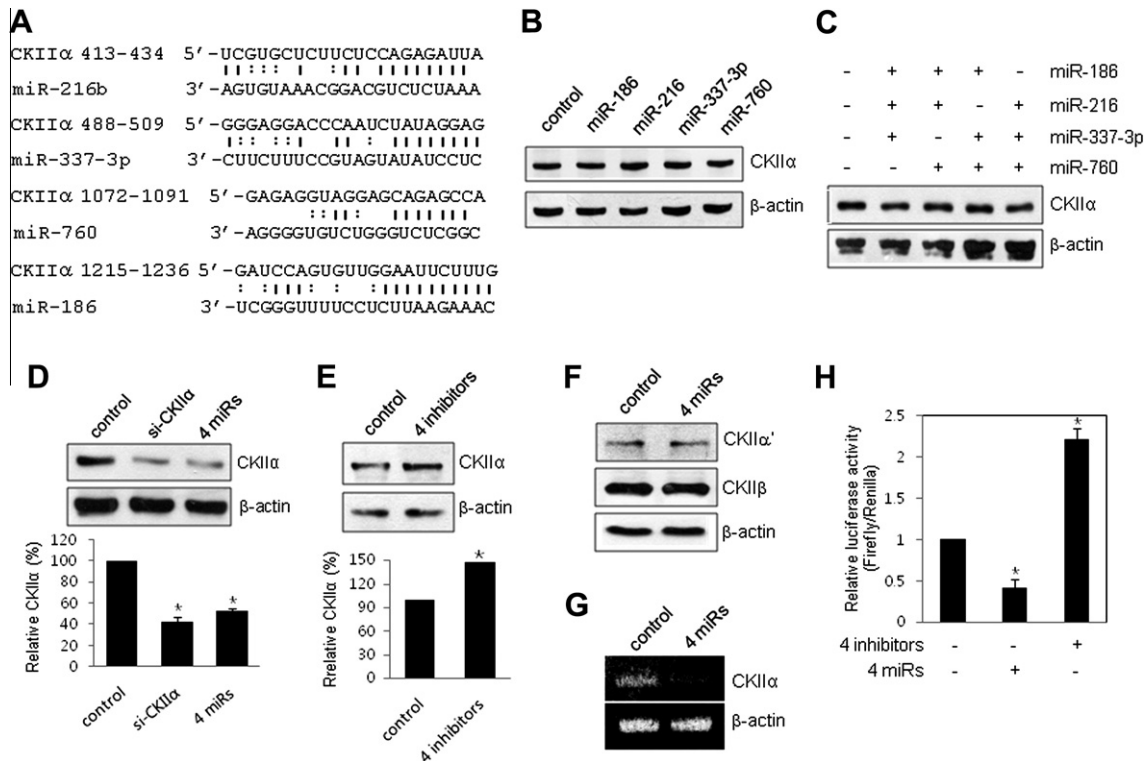 A
CKIIα 413-434 5′-UCGUGCUCUUCUCCAGAGAUUA
miR-216b 3′-AGUGUAAACGGACGUCUCUAAA
CKIIα 488-509 5′-GGGAGGACCCAAUCUAUAGGAG
miR-337-3p 3′-CUUCUUUCCGUAGUAUAUCCUC
CKIIα 1072-1091 5′-GAGAGGUAGGAGCAGAGCCA
miR-760 3′-AGGGGUGUCUGGGUCUCGGC
CKIIα 1215-1236 5′-GAUCCAGUGUUGGAAUUCUUUG
miR-186 3′-UCGGGUUUUCCUCUUAAGAAAC
B
control miR-186 miR-216 miR-337-3p miR-760
CKIIα
β-actin
C
- + + + - miR-186
- + + - + miR-216
- + - + + miR-337-3p
- - + + + miR-760
CKIIα
β-actin
D
control si-CKIIα 4 miRs
CKIIα
β-actin
Relative CKIIα (%)
120
100
80
60
40
20
0
* *
control si-CKIIα 4 miRs
E
control 4 inhibitors
CKIIα
β-actin
Rrelative CKIIα (%)
150
120
90
60
30
0
*
control 4 inhibitors
F
control 4 miRs
CKIIα'
CKIIβ
β-actin
G
control 4 miRs
CKIIα
β-actin
H
Relative luciferase activity
(Firefly/Renilla)
2.5
2
1.5
1
0.5
0
* *
4 inhibitors - - +
4 miRs - + -